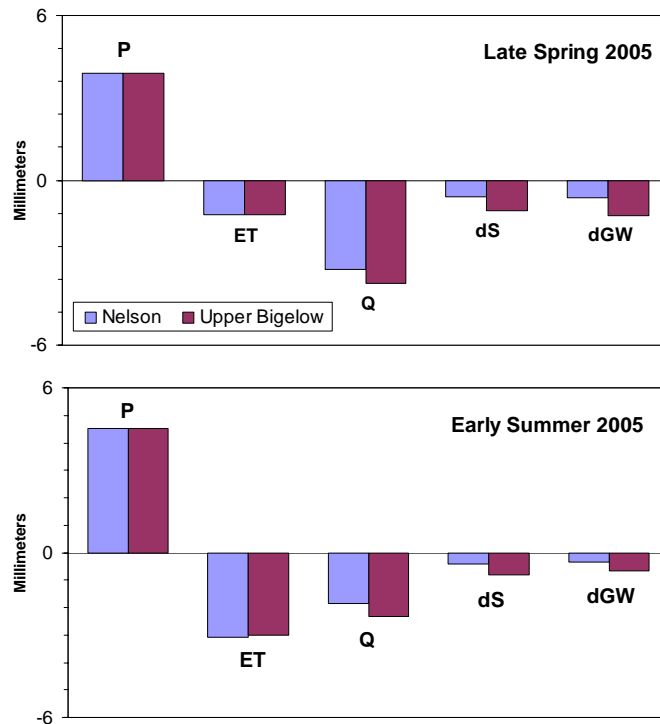 6
P
Late Spring 2005
Millimeters
0
ET
dS
dGW
Q
Nelson
Upper Bigelow
-6
6
P
Early Summer 2005
Millimeters
0
dS
dGW
Q
ET
-6